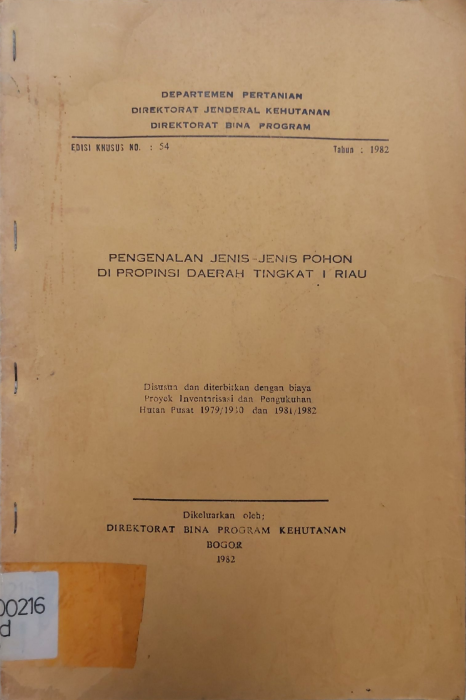 DEPARTEMEN PERTANIAN
DIREKTORAT JENDERAL KEHUTANAN
DIREKTORAT BINA PROGRAM
EDISI KHUSUS NO. : 54
Tahun : 1982
PENGENALAN JENIS-JENIS POHON
DI PROPINSI DAERAH TINGKAT I RIAU
Disusun dan diterbitkan dengan biaya
Proyek Inventarisasi dan Pengukuhan
Hutan Pusat 1979/1980 dan 1981/1982
Dikeluarkan oleh;
DIREKTORAT BINA PROGRAM KEHUTANAN
BOGOR
1982
00216
d